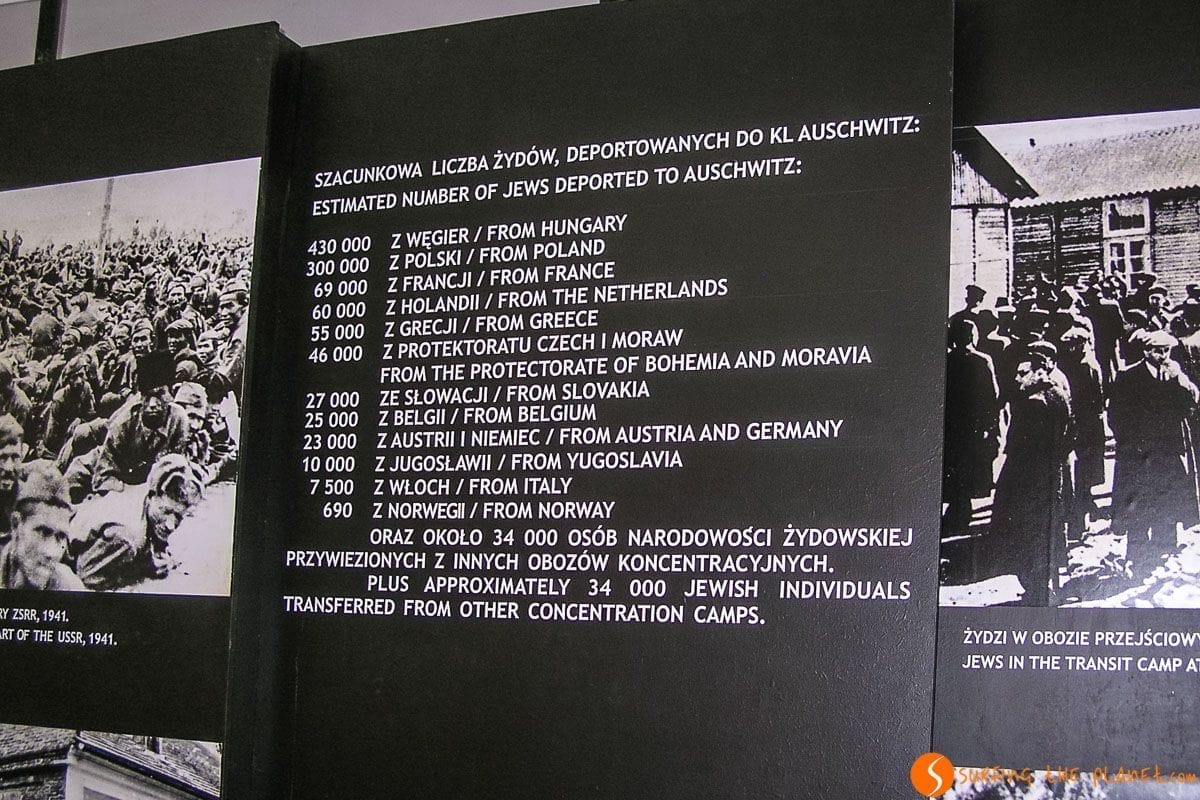 SZACUNKOWA LICZBA ŻYDÓW, DEPORTOWANYCH DO KL AUSCHWITZ:
ESTIMATED NUMBER OF JEWS DEPORTED TO AUSCHWITZ:
430 000 Z WĘGIER / FROM HUNGARY
300 000 Z POLSKI / FROM POLAND
69 000 Z FRANCJI / FROM FRANCE
60 000 Z HOLANDII / FROM THE NETHERLANDS
55 000 Z GRECJI / FROM GREECE
46 000 Z PROTEKTORATU CZECH I MORAW
FROM THE PROTECTORATE OF BOHEMIA AND MORAVIA
27 000 ZE SŁOWACJI / FROM SLOVAKIA
25 000 Z BELGII / FROM BELGIUM
23 000 Z AUSTRII I NIEMIEC / FROM AUSTRIA AND GERMANY
10 000 Z JUGOSŁAWII / FROM YUGOSLAVIA
7 500 Z WŁOCH / FROM ITALY
690 Z NORWEGII / FROM NORWAY
ORAZ OKOŁO 34 000 OSÓB NARODOWOŚCI ŻYDOWSKIEJ
PRZYWIEZIONYCH Z INNYCH OBOZÓW KONCENTRACYJNYCH.
PLUS APPROXIMATELY 34 000 JEWISH INDIVIDUALS
TRANSFERRED FROM OTHER CONCENTRATION CAMPS.
ZSRR, 1941.
OF THE USSR, 1941.
ŻYDZI W OBOZIE
JEWS IN THE TRANSIT CAMP
SURFING THE PLANET.com